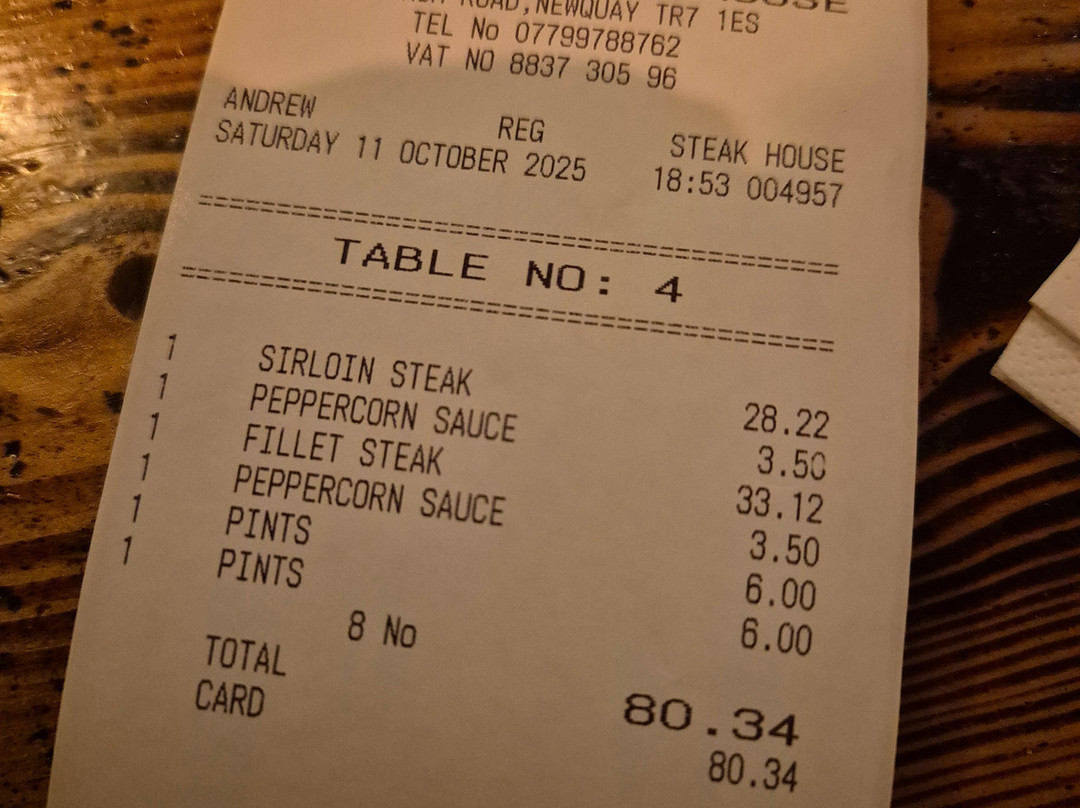 ROAD,NEWQUAY TR7 1ES
TEL No 07799788762
VAT NO 8837 305 96
ANDREW REG STEAK HOUSE
SATURDAY 11 OCTOBER 2025 18:53 004957
TABLE NO: 4
1 SIRLOIN STEAK 28.22
1 PEPPERCORN SAUCE 3.50
1 FILLET STEAK 33.12
1 PEPPERCORN SAUCE 3.50
1 PINTS 6.00
1 PINTS 6.00
8 No
TOTAL 80.34
CARD 80.34